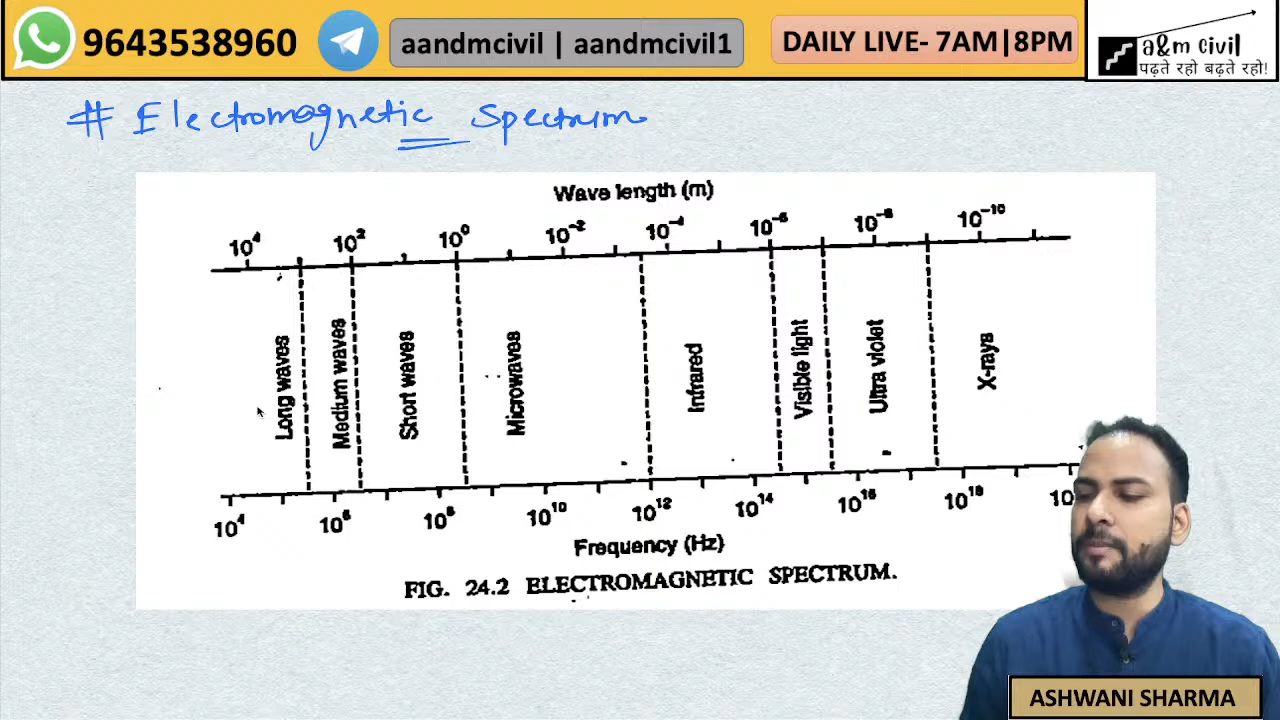 9643538960
aandmcivil | aandmcivil1
DAILY LIVE- 7AM|8PM
a&m civil
पढ़ते रहो बढ़ते रहो!
# Electromagnetic Spectrum
Wave length (m)
10⁴ 10² 10⁰ 10⁻² 10⁻⁴ 10⁻⁶ 10⁻⁸ 10⁻¹⁰
Long waves
Medium waves
Short waves
Microwaves
Infrared
Visible light
Ultra violet
X-rays
10⁴ 10⁶ 10⁸ 10¹⁰ 10¹² 10¹⁴ 10¹⁶ 10¹⁸
Frequency (Hz)
FIG. 24.2 ELECTROMAGNETIC SPECTRUM.
ASHWANI SHARMA